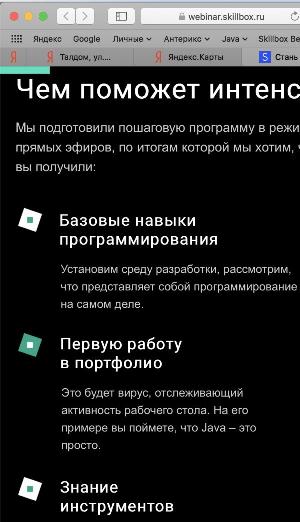 webinar.skillbox.ru
Яндекс Google Личные Антерикс Java Skillbox Be
Я Талдом, ул.... Я Яндекс.Карты S Стань
Чем поможет интенс
Мы подготовили пошаговую программу в режи
прямых эфиров, по итогам которой мы хотим, ч
вы получили:
Базовые навыки
программирования
Установим среду разработки, рассмотрим,
что представляет собой программирование
на самом деле.
Первую работу
в портфолио
Это будет вирус, отслеживающий
активность рабочего стола. На его
примере вы поймете, что Java – это
просто.
Знание
инструментов